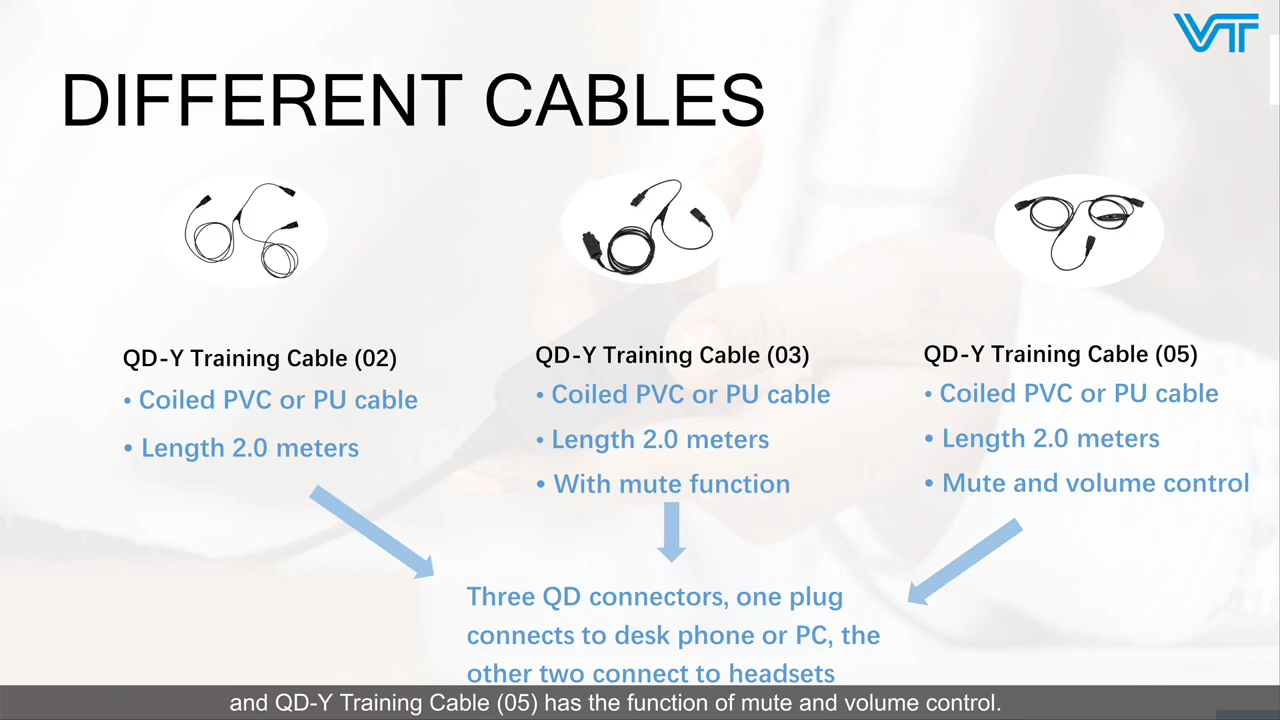 VT
DIFFERENT CABLES
QD-Y Training Cable (02)
• Coiled PVC or PU cable
• Length 2.0 meters
QD-Y Training Cable (03)
• Coiled PVC or PU cable
• Length 2.0 meters
• With mute function
QD-Y Training Cable (05)
• Coiled PVC or PU cable
• Length 2.0 meters
• Mute and volume control
Three QD connectors, one plug
connects to desk phone or PC, the
other two connect to headsets
and QD-Y Training Cable (05) has the function of mute and volume control.